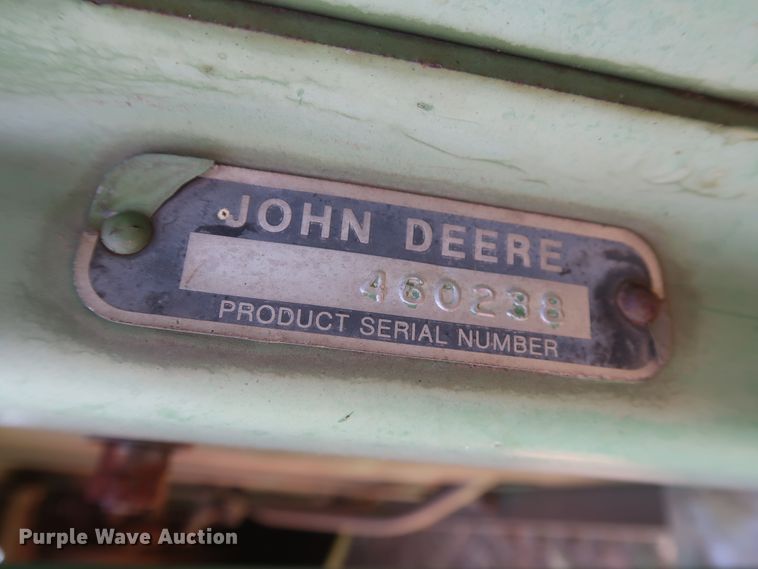 JOHN DEERE
460238
PRODUCT SERIAL NUMBER
Purple Wave Auction